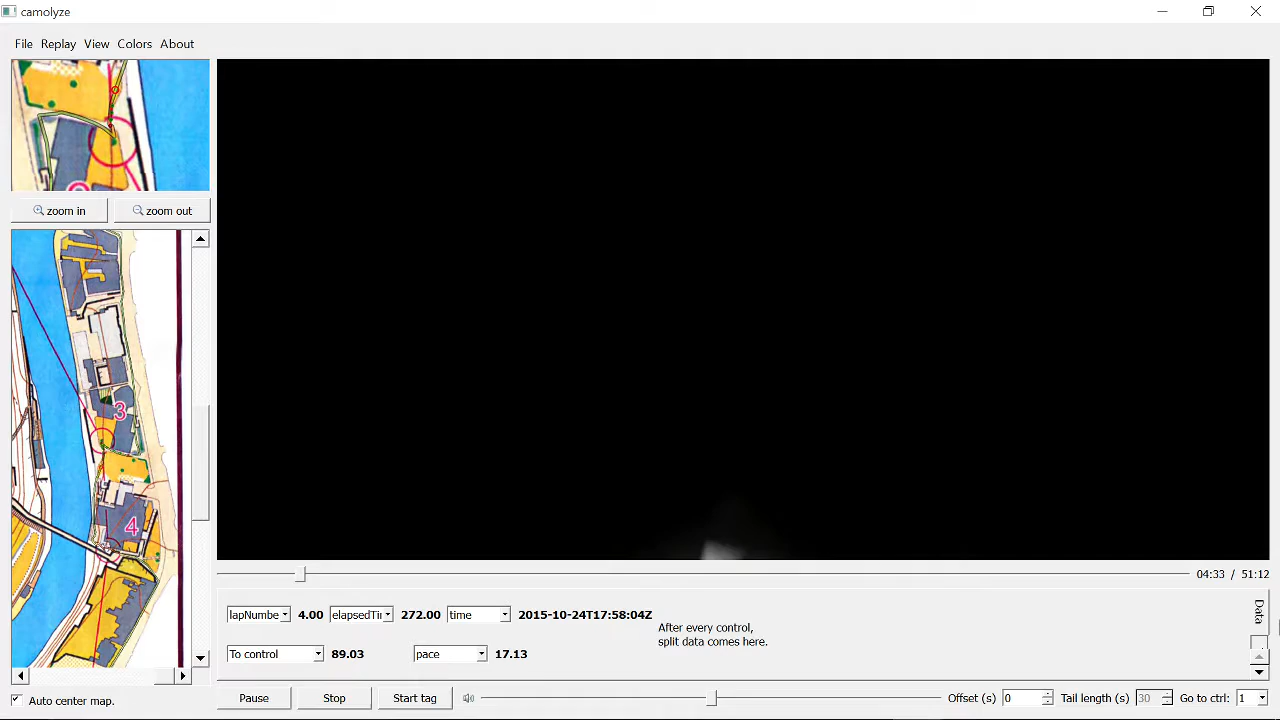 camolyze
File Replay View Colors About
zoom in zoom out
3
4
04:33 / 51:12
lapNumbe 4.00 elapsedTir 272.00 time 2015-10-24T17:58:04Z
After every control,
split data comes here.
To control 89.03 pace 17.13
Data
Auto center map.
Pause Stop Start tag Offset (s) 0 Tail length (s) 30 Go to ctrl: 1